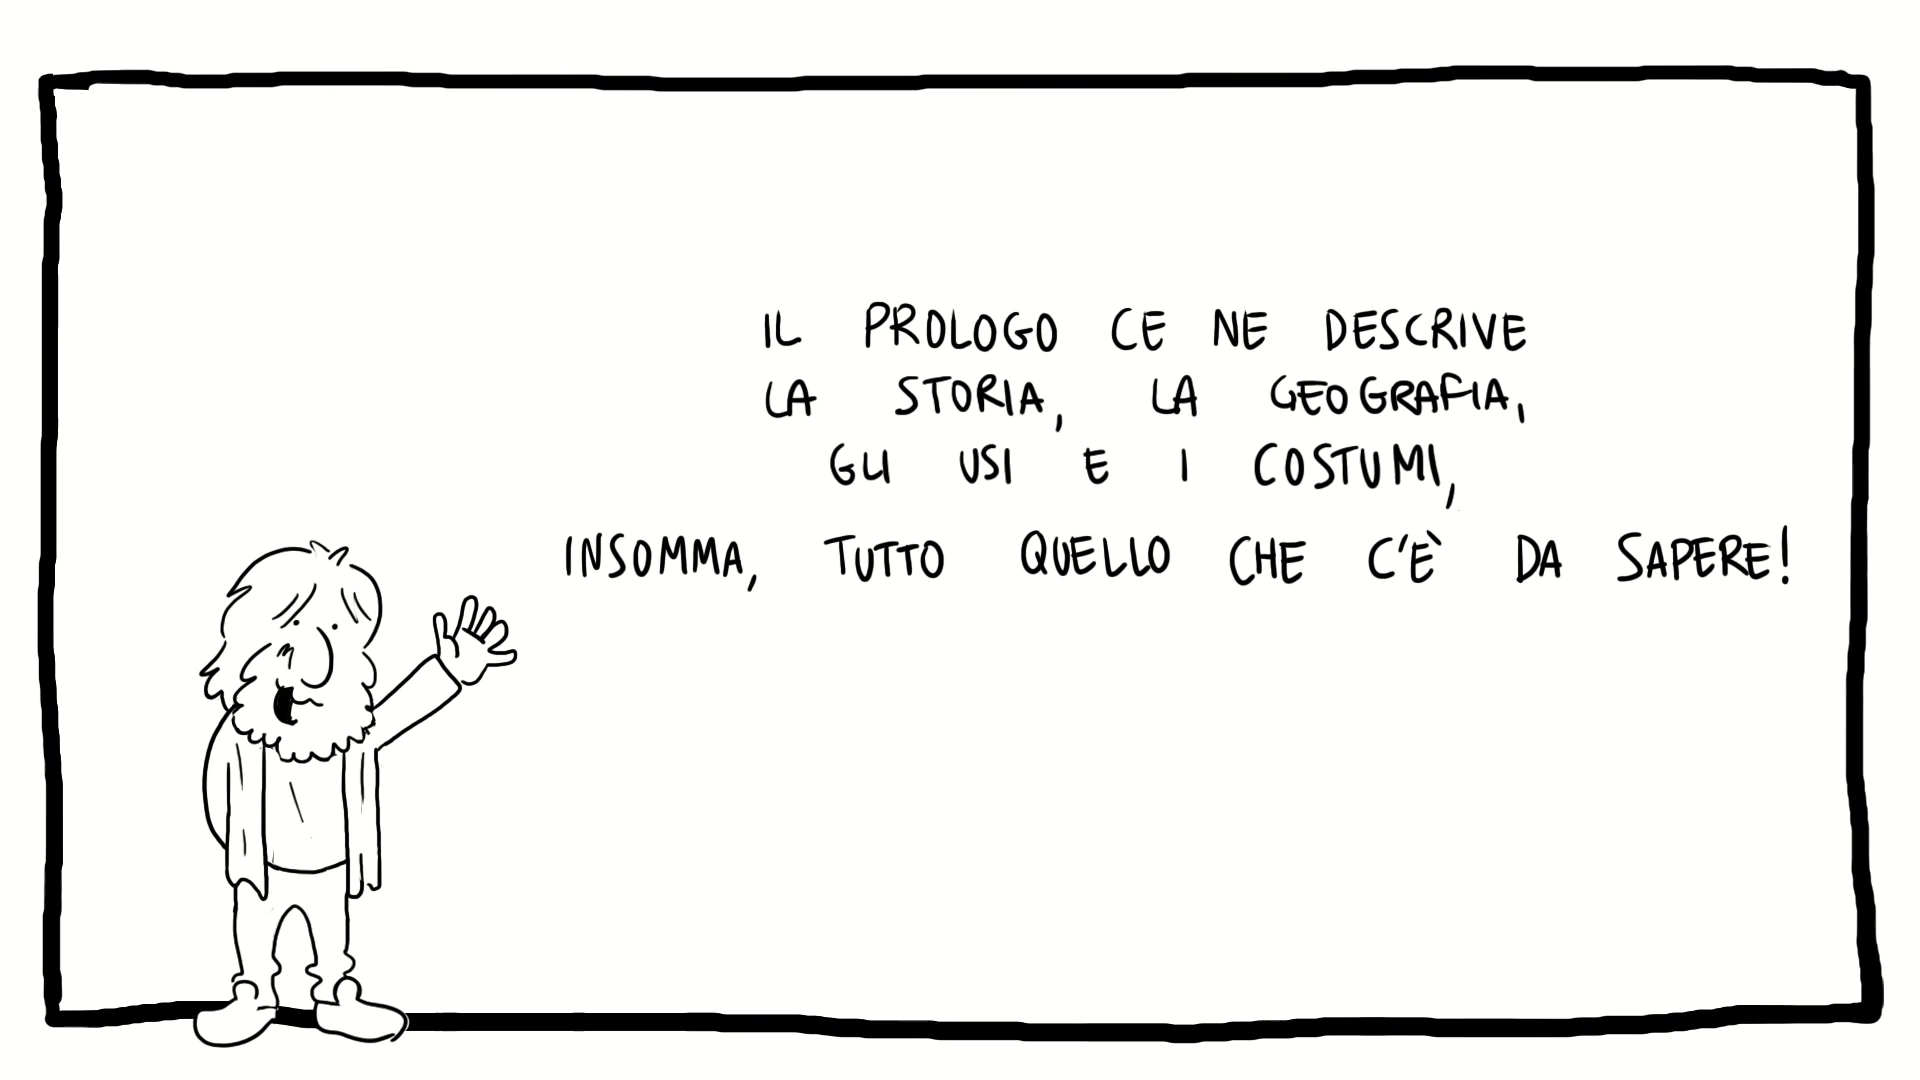 IL PROLOGO CE NE DESCRIVE
LA STORIA, LA GEOGRAFIA,
GLI USI E I COSTUMI,
INSOMMA, TUTTO QUELLO CHE C'È DA SAPERE!